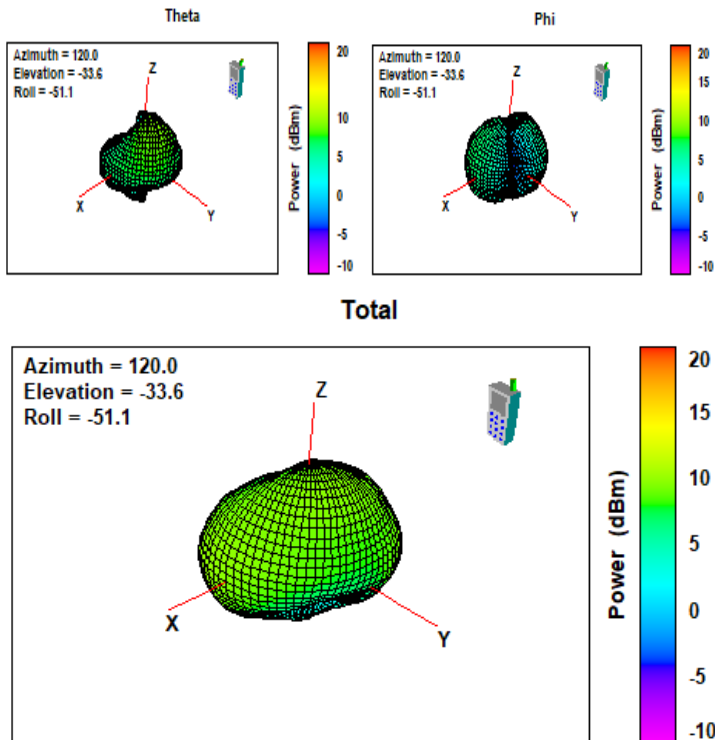 Theta
Azimuth = 120.0
Elevation = -33.6
Roll = -51.1
Z
X
Y
Power (dBm)
20
15
10
5
0
-5
-10
Phi
Azimuth = 120.0
Elevation = -33.6
Roll = -51.1
Z
X
Y
Power (dBm)
20
15
10
5
0
-5
-10
Total
Azimuth = 120.0
Elevation = -33.6
Roll = -51.1
Z
X
Y
Power (dBm)
20
15
10
5
0
-5
-10